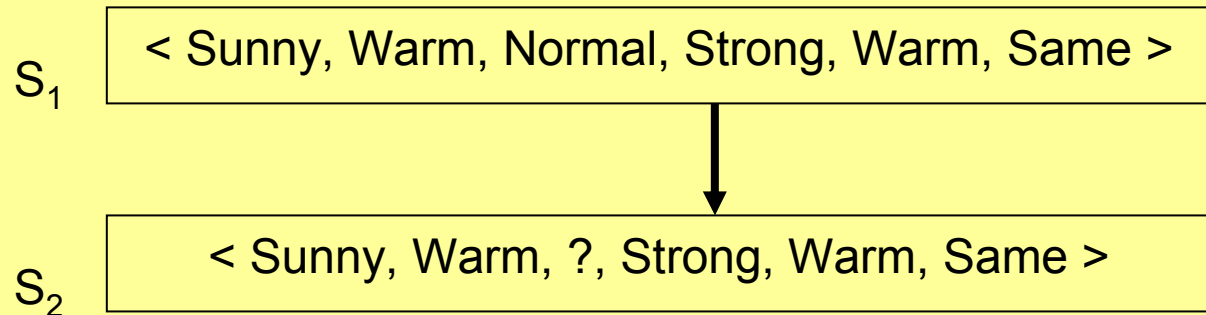 S₁ < Sunny, Warm, Normal, Strong, Warm, Same >
S₂ < Sunny, Warm, ?, Strong, Warm, Same >